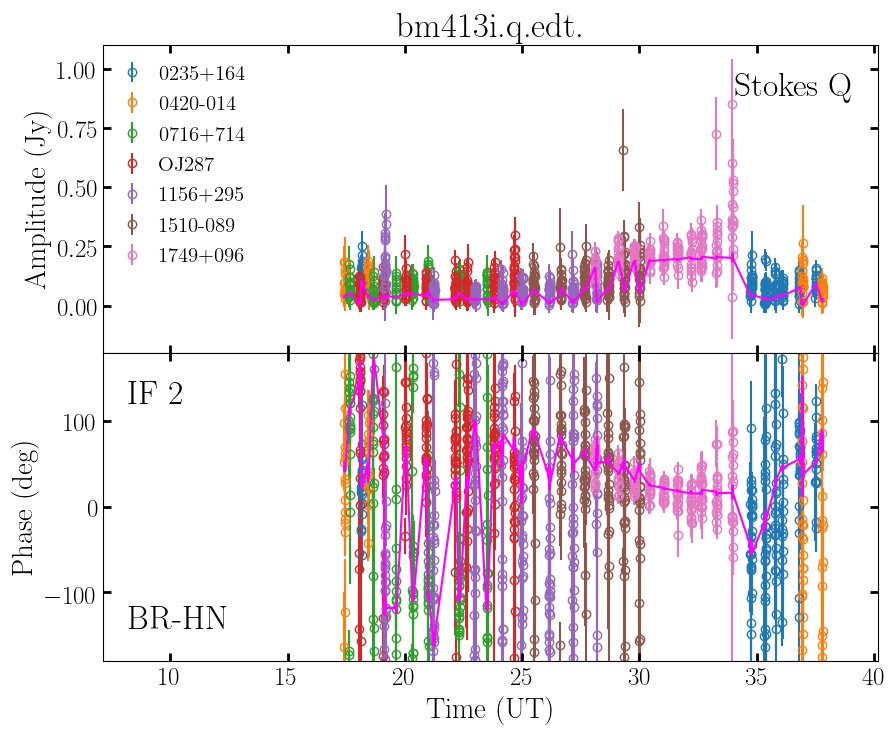 bm413i.q.edt.
Stokes Q
0235+164
0420-014
0716+714
OJ287
1156+295
1510-089
1749+096
Amplitude (Jy)
1.00
0.75
0.50
0.25
0.00
IF 2
BR-HN
Phase (deg)
100
0
−100
10
15
20
25
30
35
40
Time (UT)